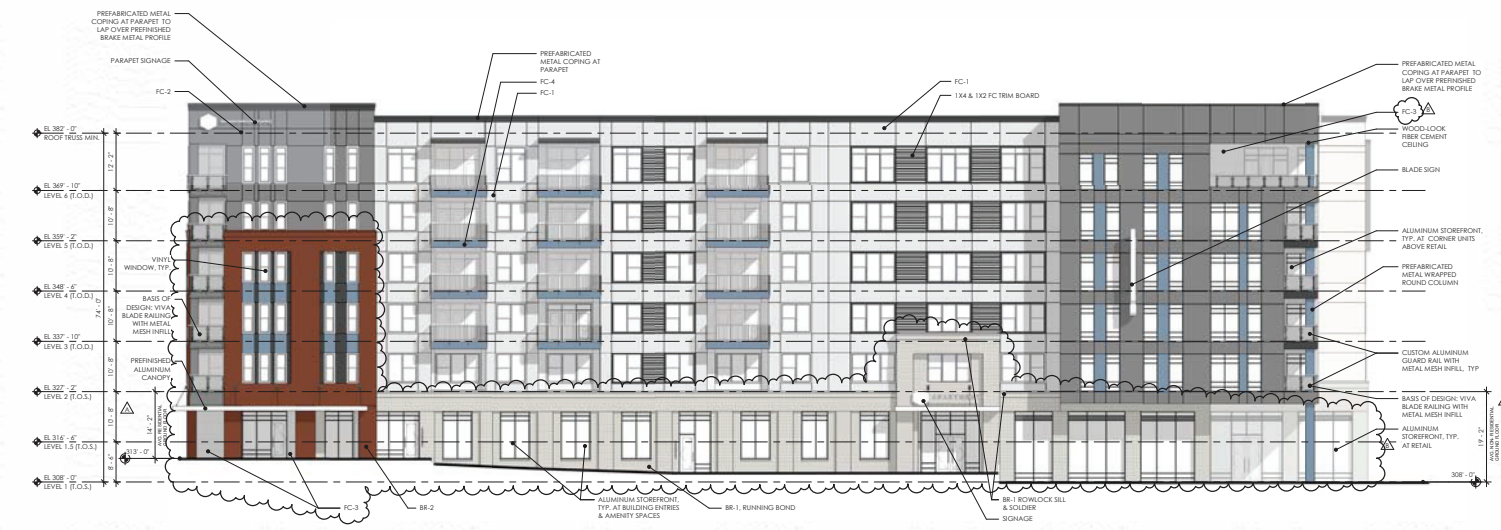 PREFABRICATED METAL
COPING AT PARAPET TO
LAP OVER PREFINISHED
BRAKE METAL PROFILE
PARAPET SIGNAGE
FC-2
PREFABRICATED
METAL COPING AT
PARAPET
FC-4
FC-1
FC-1
1X4 & 1X2 FC TRIM BOARD
PREFABRICATED METAL
COPING AT PARAPET TO
LAP OVER PREFINISHED
BRAKE METAL PROFILE
FC-3
WOOD-LOOK
FIBER CEMENT
CEILING
BLADE SIGN
ALUMINUM STOREFRONT,
TYP. AT CORNER UNITS
ABOVE RETAIL
PREFABRICATED
METAL WRAPPED
ROUND COLUMN
CUSTOM ALUMINUM
GUARD RAIL WITH
METAL MESH INFILL, TYP
BASIS OF DESIGN: VIVA
BLADE RAILING WITH
METAL MESH INFILL
ALUMINUM
STOREFRONT, TYP.
AT RETAIL
EL 382' - 0"
ROOF TRUSS MIN.
12' - 2"
EL 369' - 10"
LEVEL 6 (T.O.D.)
10' - 8"
EL 359' - 2"
LEVEL 5 (T.O.D.)
10' - 8"
EL 348' - 6"
LEVEL 4 (T.O.D.)
74' - 0"
10' - 8"
EL 337' - 10"
LEVEL 3 (T.O.D.)
10' - 8"
EL 327' - 2"
LEVEL 2 (T.O.S.)
10' - 8"
EL 316' - 6"
LEVEL 1.5 (T.O.S.)
8' - 6"
EL 308' - 0"
LEVEL 1 (T.O.S.)
VINYL
WINDOW, TYP.
BASIS OF
DESIGN: VIVA
BLADE RAILING
WITH METAL
MESH INFILL
PREFINISHED
ALUMINUM
CANOPY
A
14' - 2"
AVG. RESIDENTIAL
GROUND FLOOR
313' - 0"
19' - 2"
AVG. NON-RESIDENTIAL
GROUND FLOOR
308' - 0"
FC-3
BR-2
ALUMINUM STOREFRONT,
TYP. AT BUILDING ENTRIES
& AMENITY SPACES
BR-1, RUNNING BOND
BR-1 ROWLOCK SILL
& SOLDIER
SIGNAGE